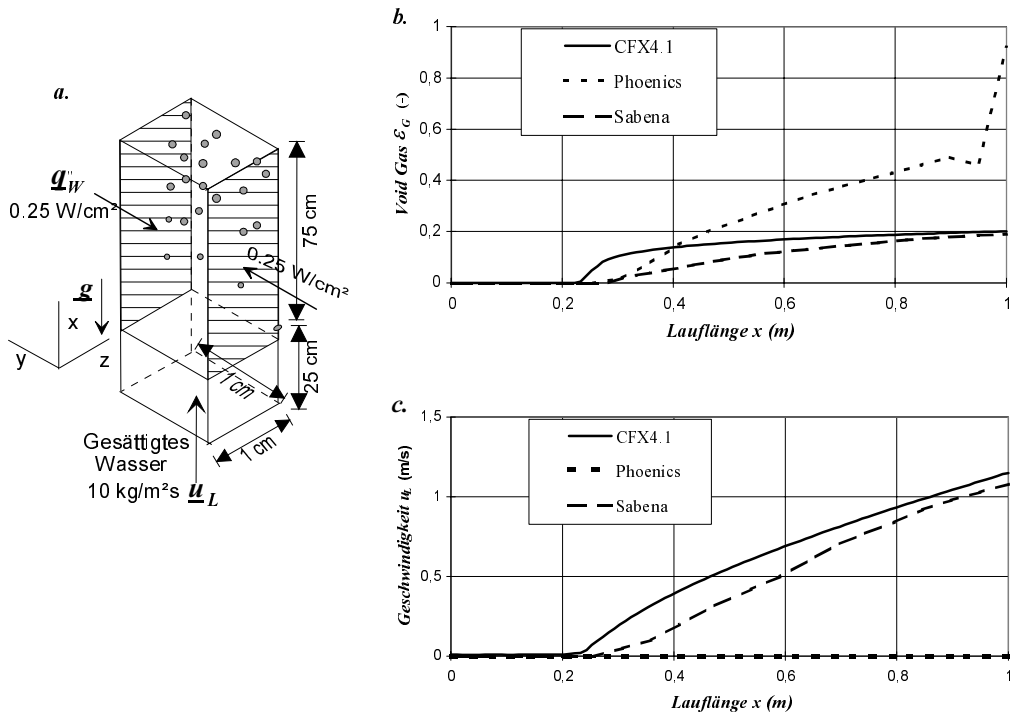 a.
q''W
0.25 W/cm²
75 cm
0.25 W/cm²
g
x
y
z
25 cm
1 cm
1 cm
Gesättigtes
Wasser
10 kg/m²s
uL
b.
1
0,8
0,6
0,4
0,2
0
Void Gas εG (-)
CFX4.1
Phoenics
Sabena
0
0,2
0,4
0,6
0,8
1
Lauflänge x (m)
c.
1,5
1
0,5
0
Geschwindigkeit uL (m/s)
CFX4.1
Phoenics
Sabena
0
0,2
0,4
0,6
0,8
1
Lauflänge x (m)